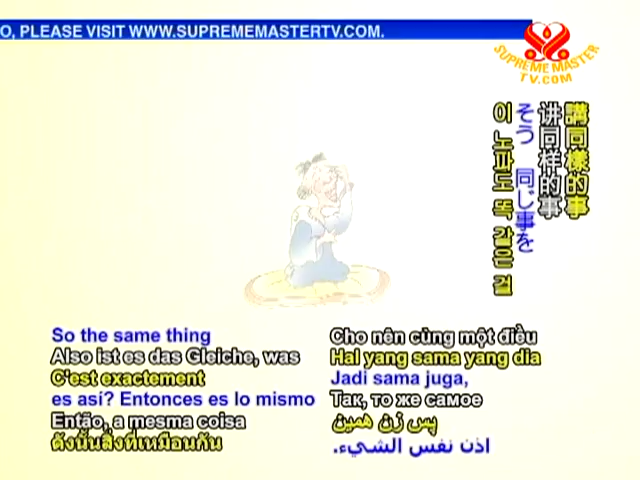 O, PLEASE VISIT WWW.SUPREMEMASTERTV.COM.
SUPREME MASTER
TV.COM
講同樣的事
讲同样的事
そう 同じ事を
이 노파도 똑 같은 걸
So the same thing
Also ist es das Gleiche, was
C'est exactement
es así? Entonces es lo mismo
Então, a mesma coisa
ดังนั้นสิ่งที่เหมือนกัน
Cho nên cùng một điều
Hal yang sama yang dia
Jadi sama juga,
Так, то же самое
پس زن همین
اذن نفس الشيء.